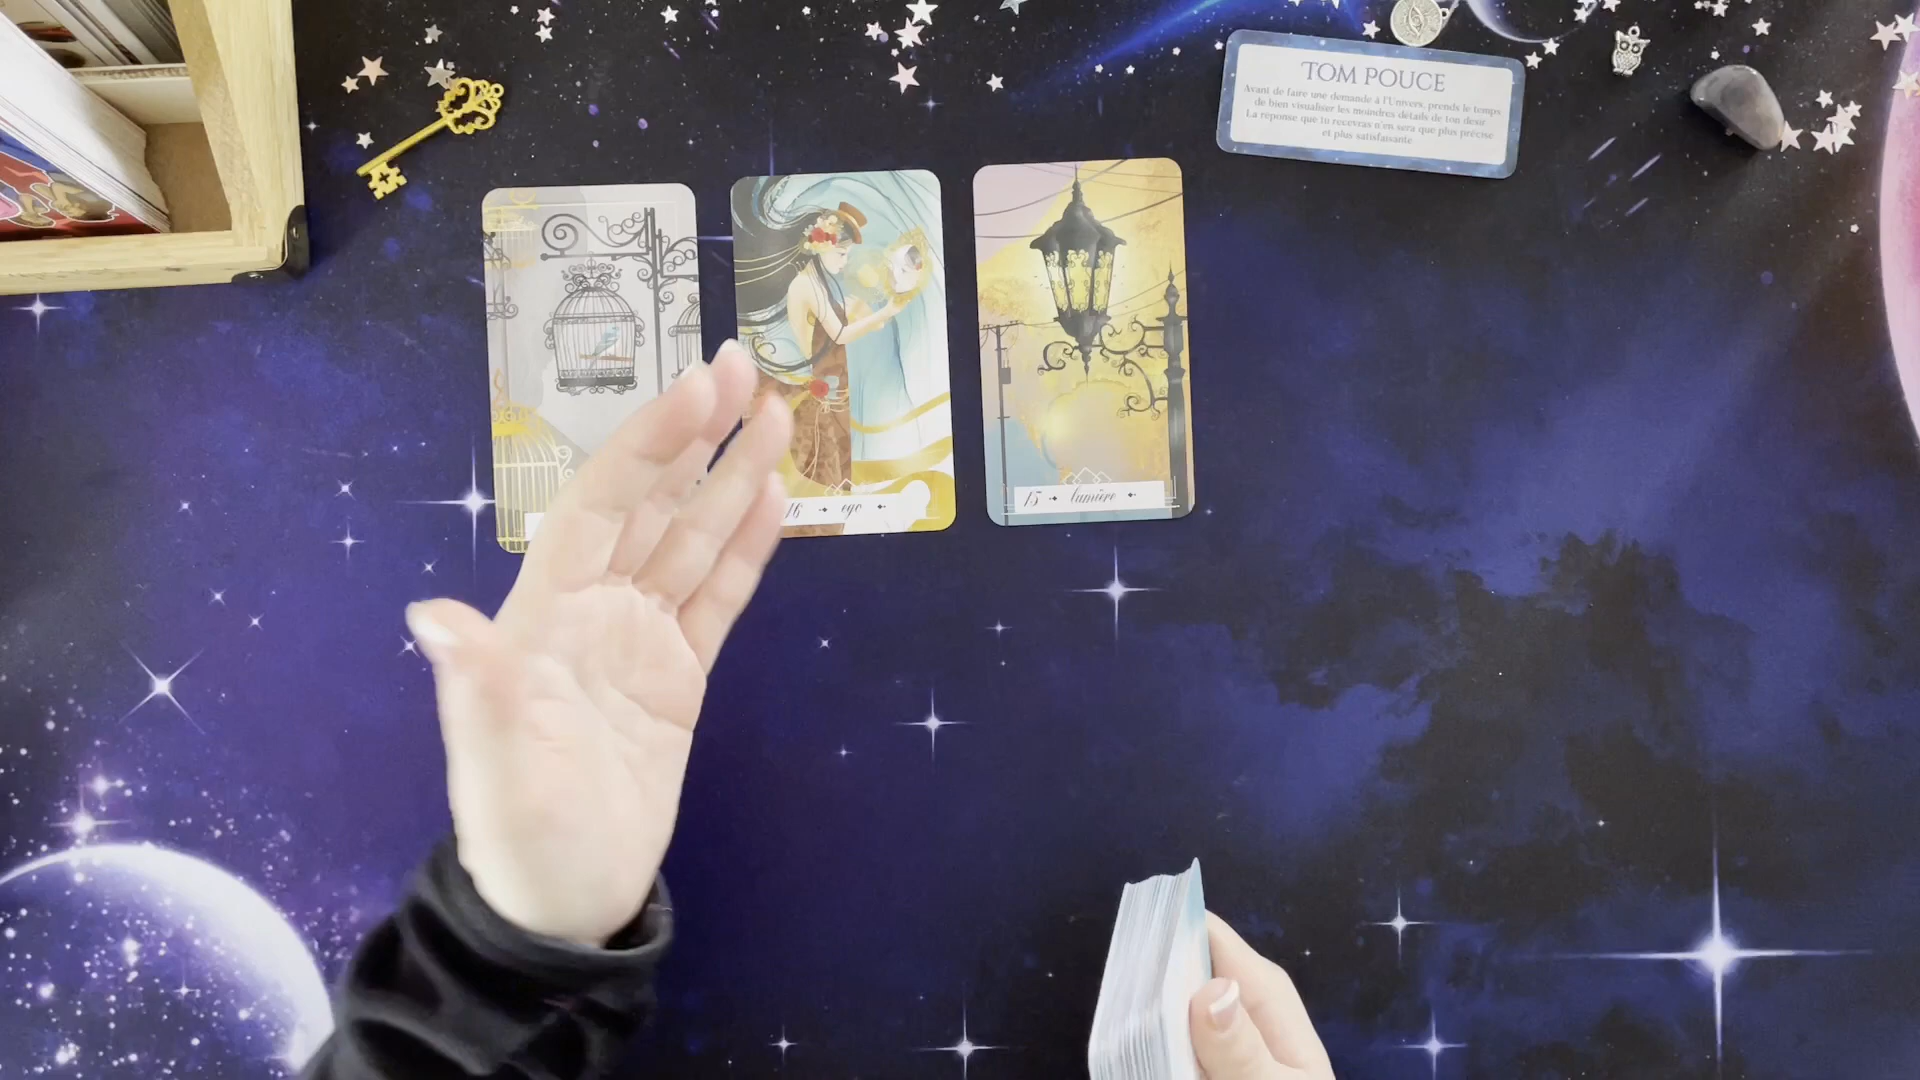 TOM POUCE
Avant de faire une demande à l'Univers, prends le temps
de bien visualiser les moindres détails de ton désir.
La réponse que tu recevras n'en sera que plus précise
et plus satisfaisante
16 ego
15 lumière